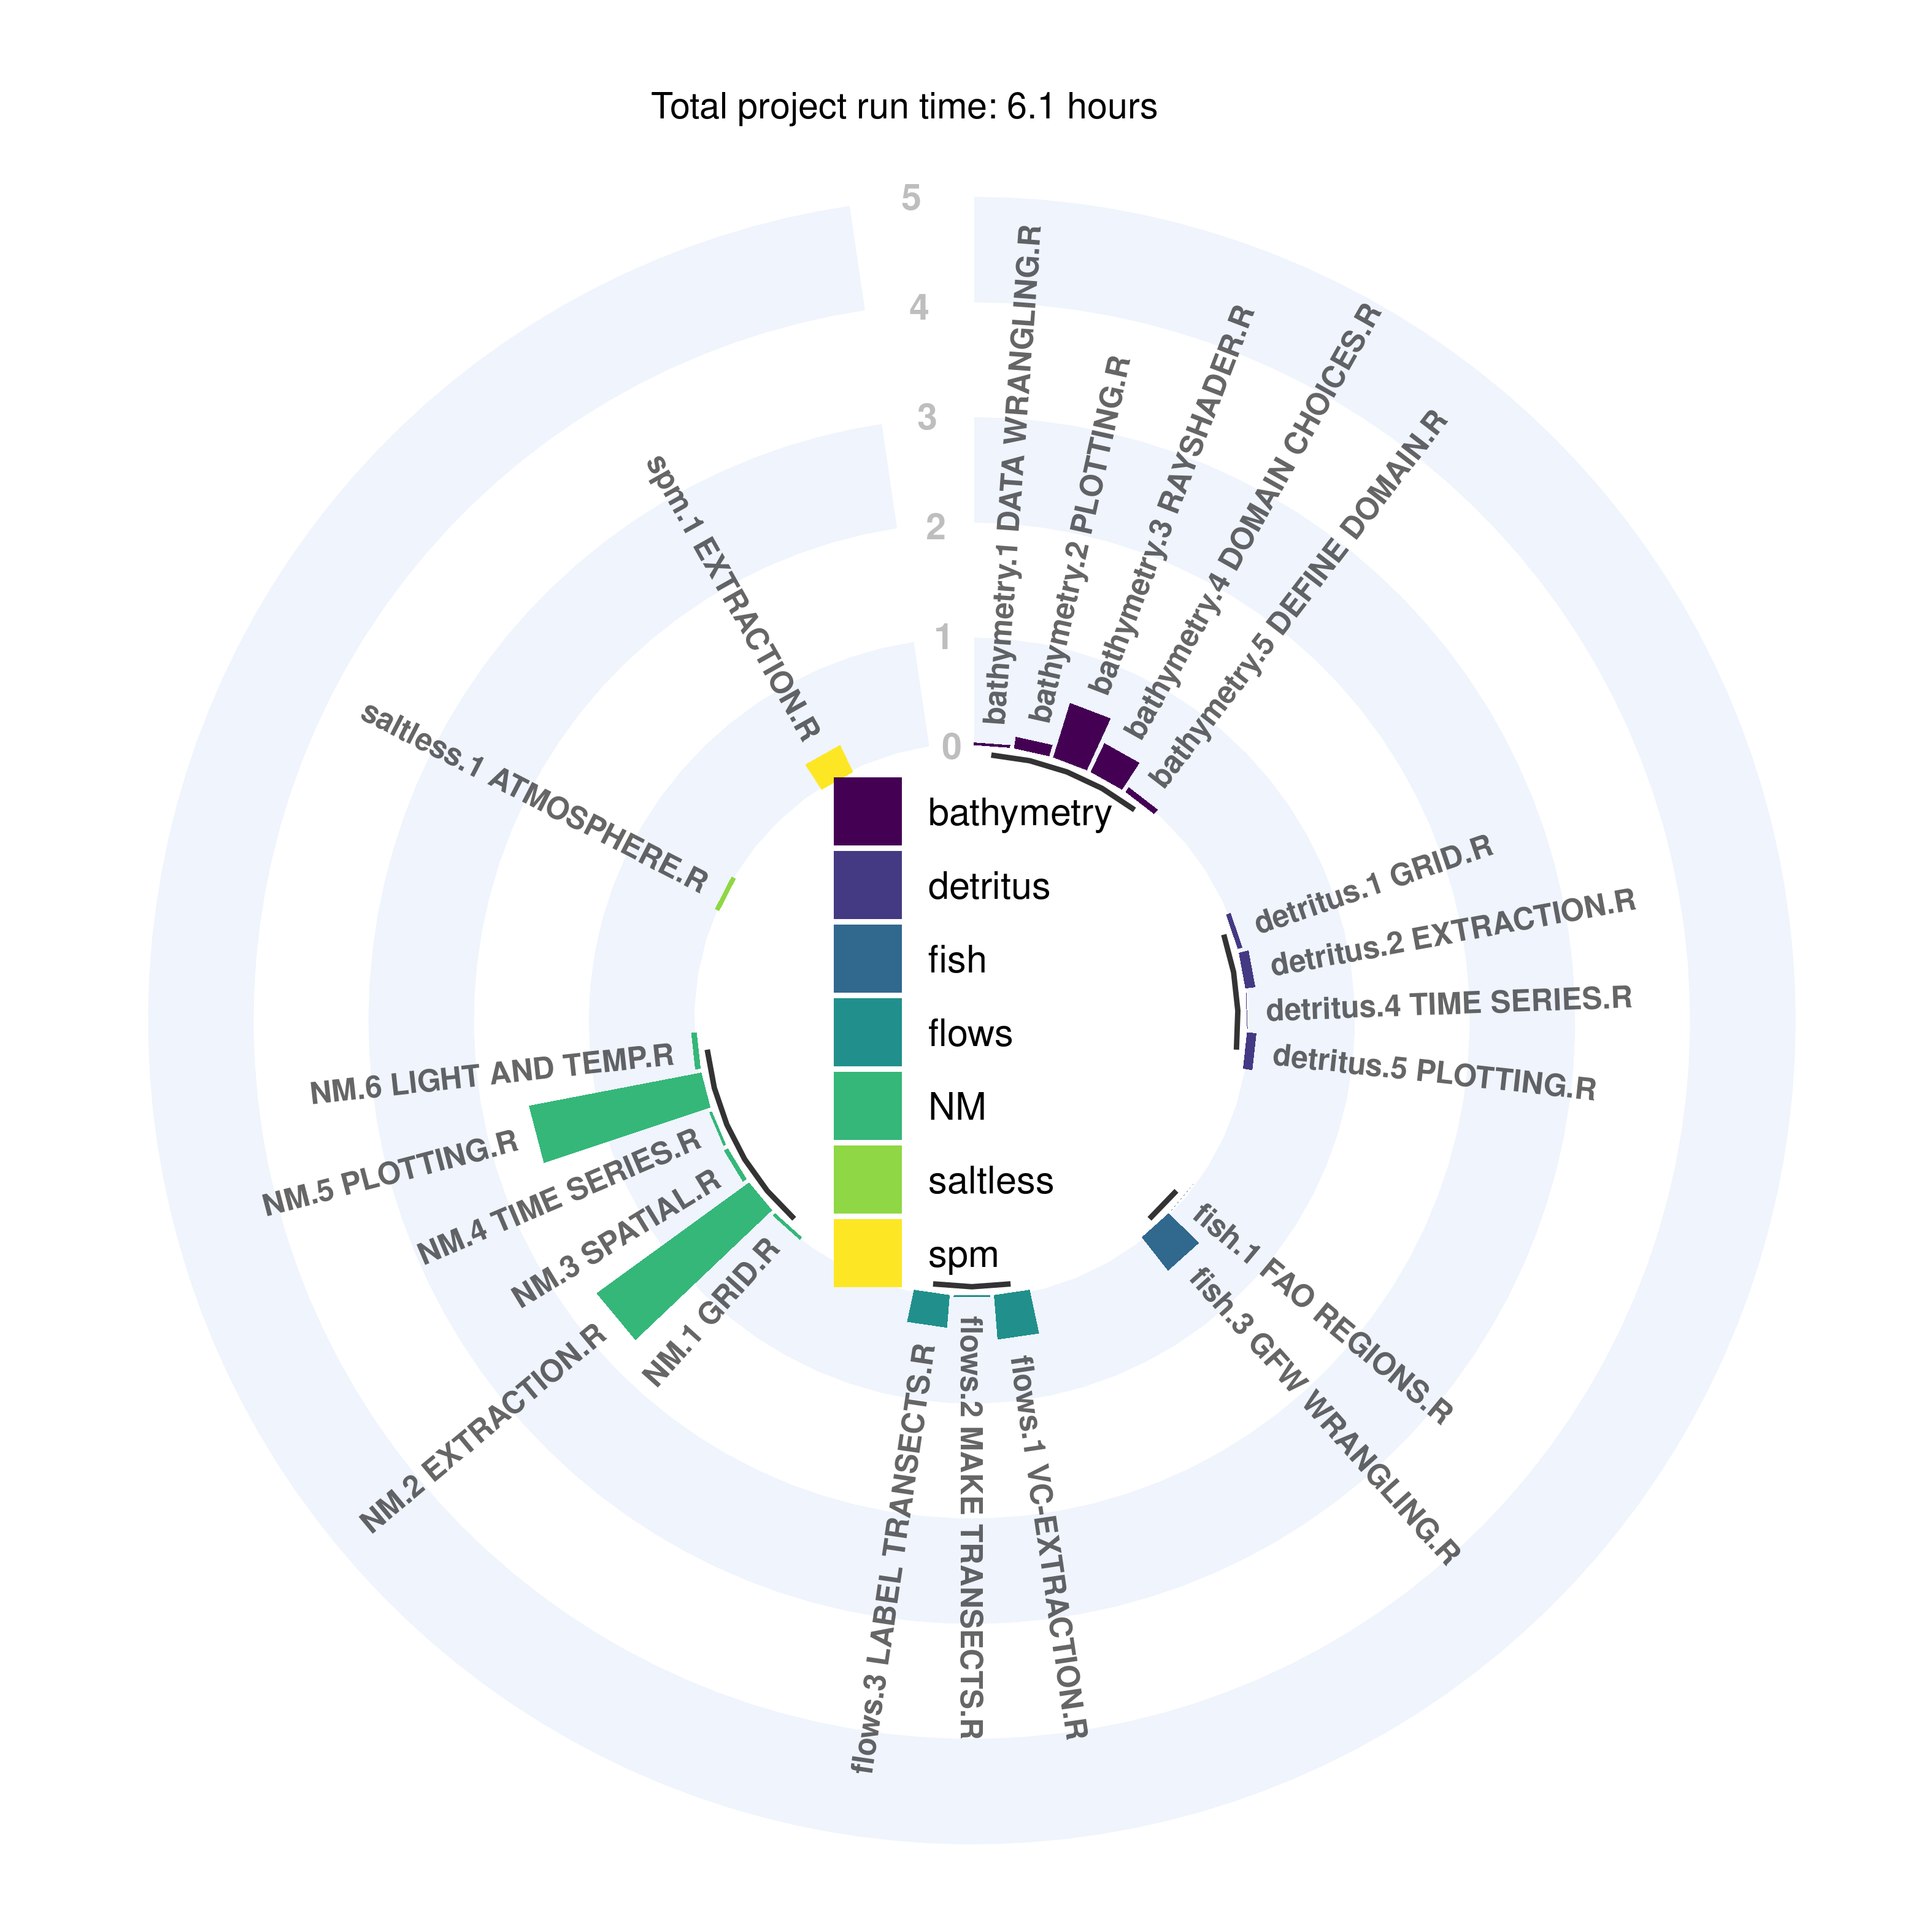 Total project run time: 6.1 hours
5
4
3
2
1
0
bathymetry.1 DATA WRANGLING.R
bathymetry.2 PLOTTING.R
bathymetry.3 RAYSHADER.R
bathymetry.4 DOMAIN CHOICES.R
bathymetry.5 DEFINE DOMAIN.R
detritus.1 GRID.R
detritus.2 EXTRACTION.R
detritus.4 TIME SERIES.R
detritus.5 PLOTTING.R
fish.1 FAO REGIONS.R
fish.3 GFW WRANGLING.R
flows.1 VC-EXTRACTION.R
flows.2 MAKE TRANSECTS.R
flows.3 LABEL TRANSECTS.R
NM.1 GRID.R
NM.2 EXTRACTION.R
NM.3 SPATIAL.R
NM.4 TIME SERIES.R
NM.5 PLOTTING.R
NM.6 LIGHT AND TEMP.R
saltless.1 ATMOSPHERE.R
spm.1 EXTRACTION.R
bathymetry
detritus
fish
flows
NM
saltless
spm